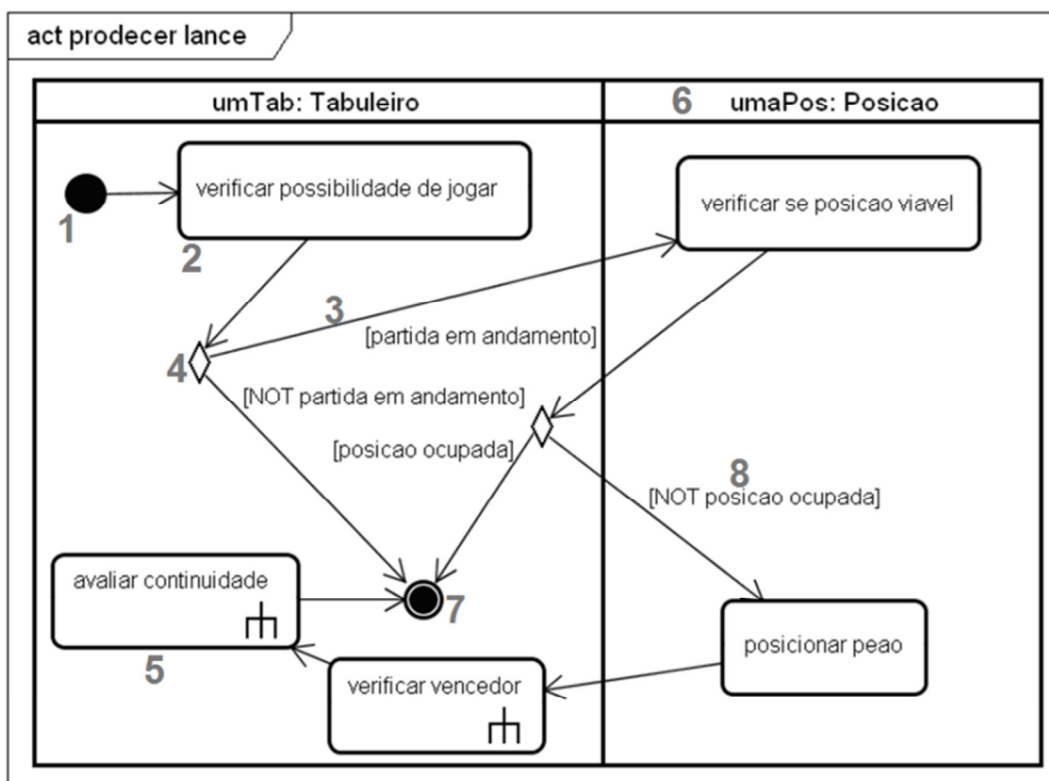 act prodecer lance
umTab: Tabuleiro
6 umaPos: Posicao
verificar possibilidade de jogar
verificar se posicao viavel
1
2
3
[partida em andamento]
4
[NOT partida em andamento]
[posicao ocupada]
8
[NOT posicao ocupada]
avaliar continuidade
7
posicionar peao
5
verificar vencedor